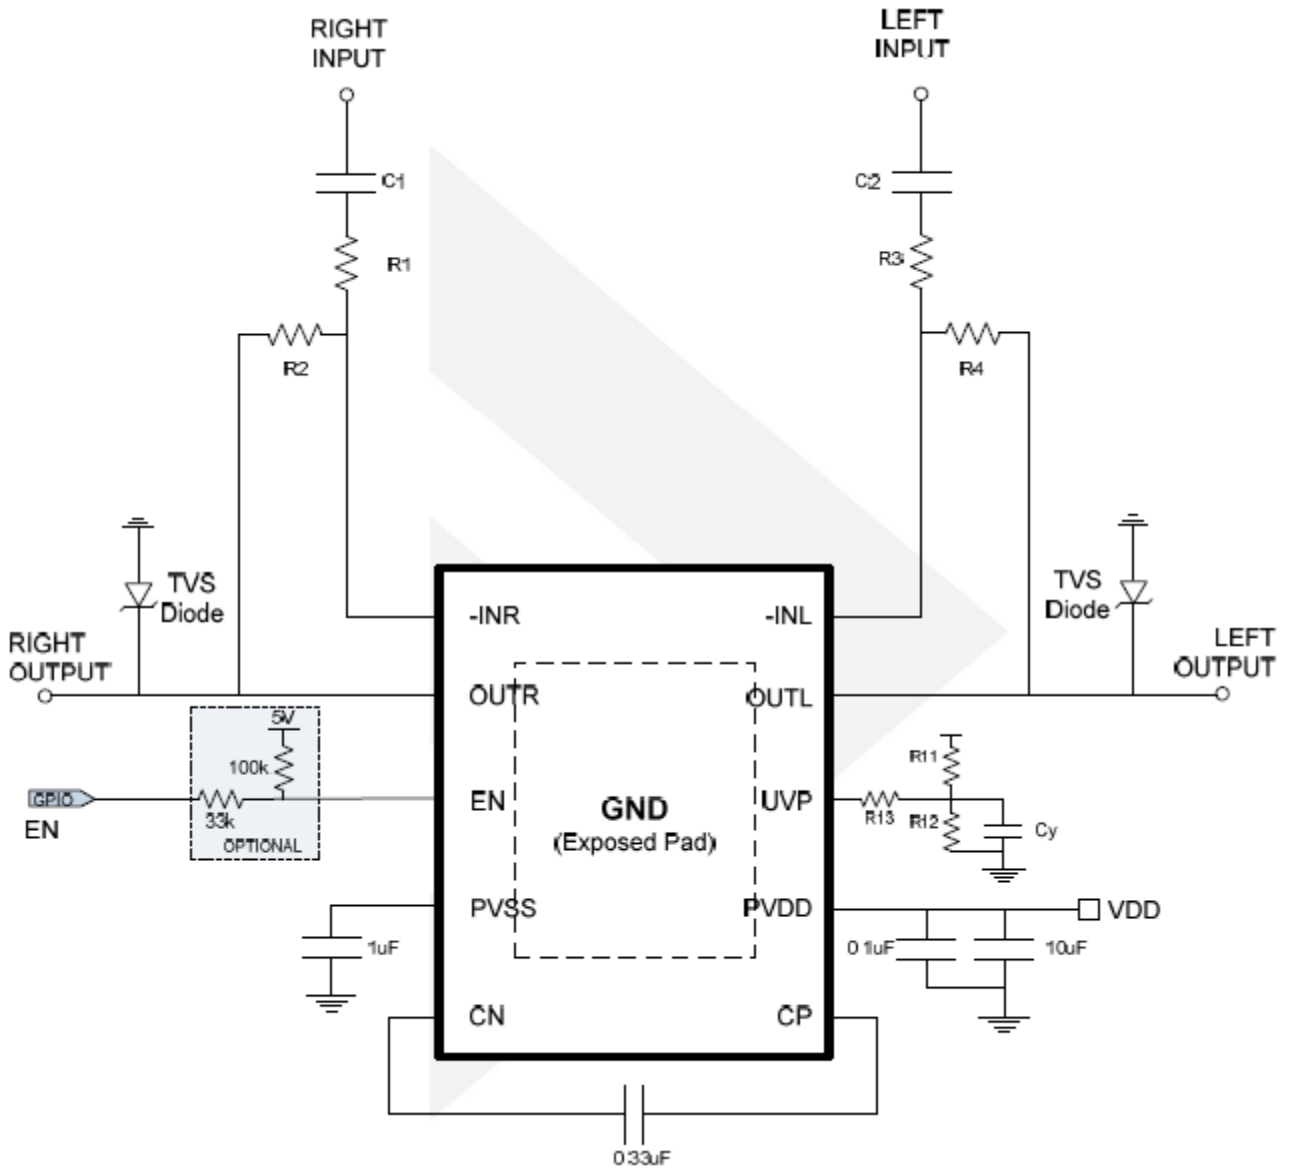 RIGHT
INPUT
LEFT
INPUT
C1
C2
R1
R3
R2
R4
TVS
Diode
TVS
Diode
RIGHT
OUTPUT
LEFT
OUTPUT
-INR
-INL
OUTR
OUTL
5V
100k
33k
OPTIONAL
GPIO
EN
EN
UVP
GND
(Exposed Pad)
R11
R13
R12
Cy
PVSS
PVDD
VDD
1uF
0.1uF
10uF
CN
CP
0.33uF